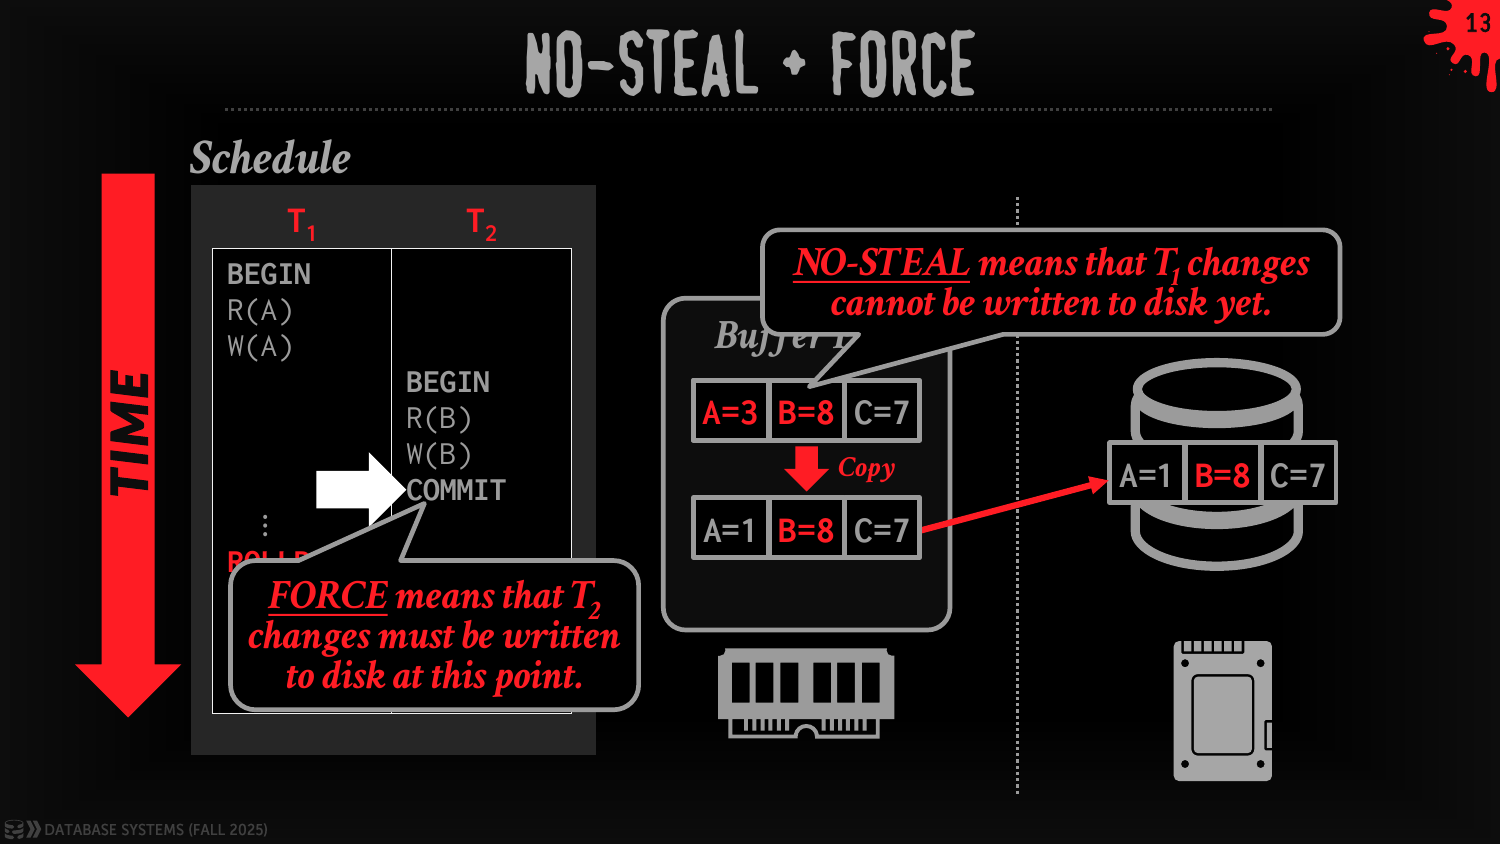 13
NO-STEAL + FORCE
Schedule
T1
T2
BEGIN
R(A)
W(A)
BEGIN
R(B)
W(B)
COMMIT
⋮
TIME
FORCE means that T2
changes must be written
to disk at this point.
NO-STEAL means that T1 changes
cannot be written to disk yet.
Buffer
A=3 B=8 C=7
Copy
A=1 B=8 C=7
A=1 B=8 C=7
DATABASE SYSTEMS (FALL 2025)